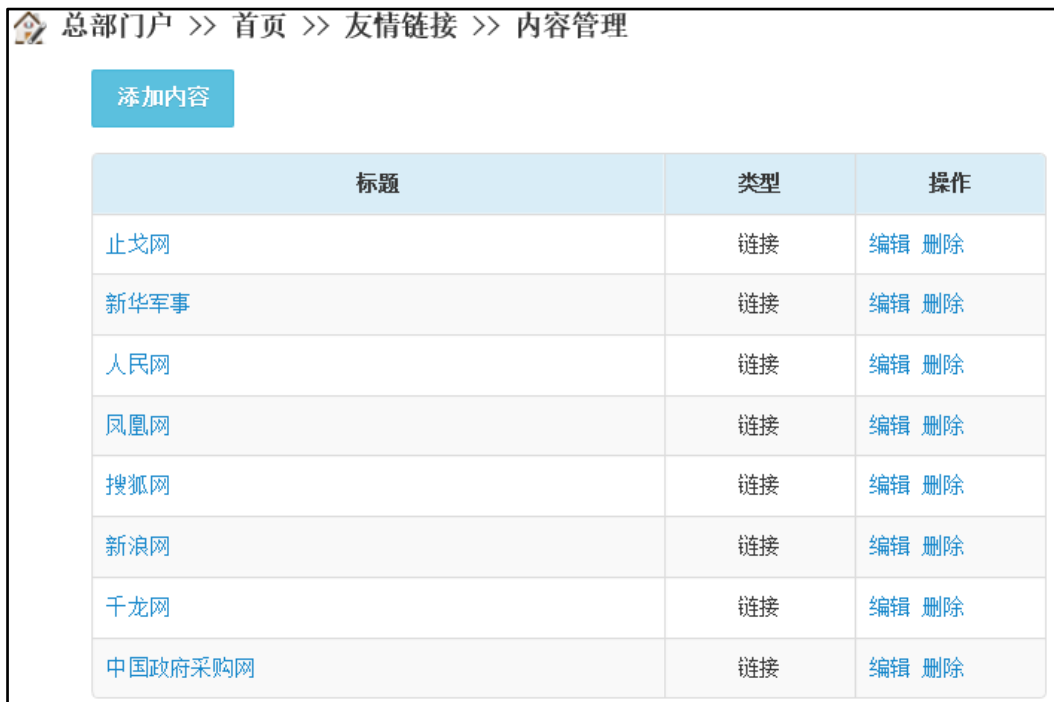 总部门户 >> 首页 >> 友情链接 >> 内容管理
添加内容
标题 类型 操作
止戈网 链接 编辑 删除
新华军事 链接 编辑 删除
人民网 链接 编辑 删除
凤凰网 链接 编辑 删除
搜狐网 链接 编辑 删除
新浪网 链接 编辑 删除
千龙网 链接 编辑 删除
中国政府采购网 链接 编辑 删除